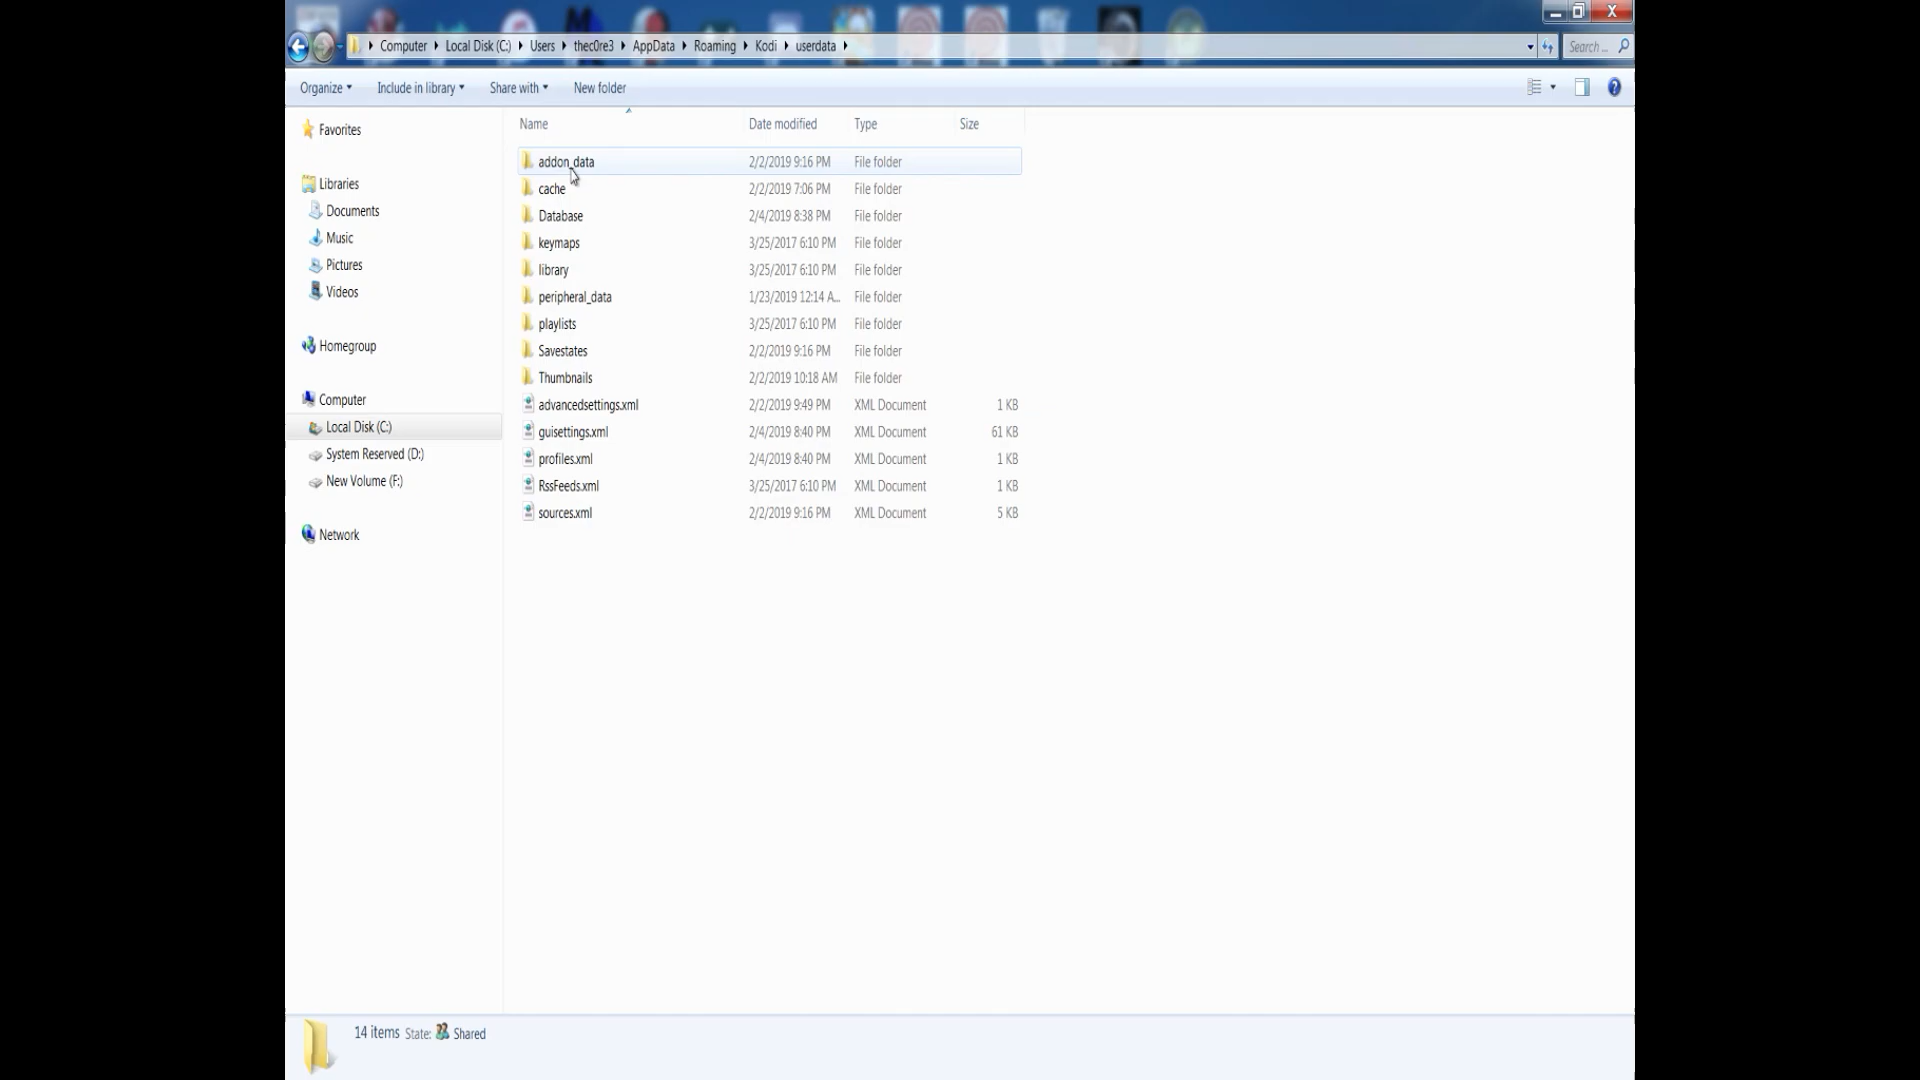 Computer Local Disk (C:) Users thec0re3 AppData Roaming Kodi userdata Search ...
Organize Include in library Share with New folder
Name Date modified Type Size
Favorites
Libraries
Documents
Music
Pictures
Videos
Homegroup
Computer
Local Disk (C:)
System Reserved (D:)
New Volume (F:)
Network
addon_data 2/2/2019 9:16 PM File folder
cache 2/2/2019 7:06 PM File folder
Database 2/4/2019 8:38 PM File folder
keymaps 3/25/2017 6:10 PM File folder
library 3/25/2017 6:10 PM File folder
peripheral_data 1/23/2019 12:14 A... File folder
playlists 3/25/2017 6:10 PM File folder
Savestates 2/2/2019 9:16 PM File folder
Thumbnails 2/2/2019 10:18 AM File folder
advancedsettings.xml 2/2/2019 9:49 PM XML Document 1 KB
guisettings.xml 2/4/2019 8:40 PM XML Document 61 KB
profiles.xml 2/4/2019 8:40 PM XML Document 1 KB
RssFeeds.xml 3/25/2017 6:10 PM XML Document 1 KB
sources.xml 2/2/2019 9:16 PM XML Document 5 KB
14 items State: Shared